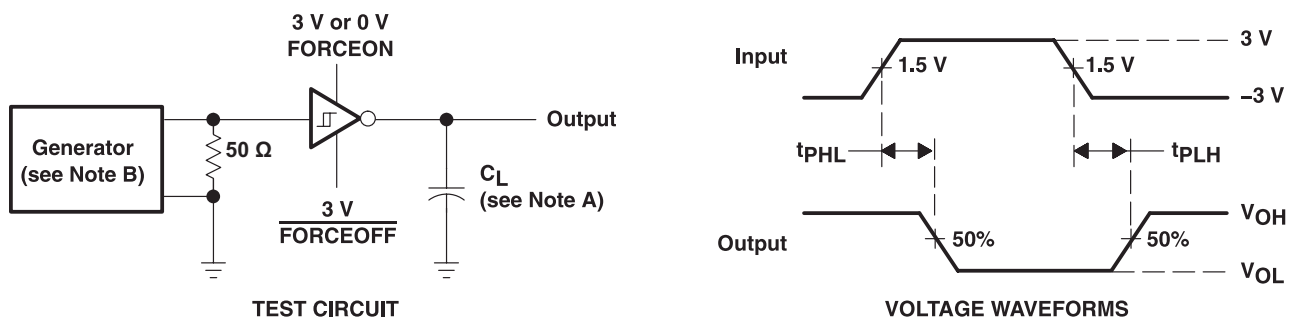 3 V or 0 V
FORCEON
Generator
(see Note B)
50 Ω
Output
CL
(see Note A)
3 V
FORCEOFF
TEST CIRCUIT
Input
3 V
1.5 V
1.5 V
–3 V
tPHL
tPLH
Output
50%
50%
VOH
VOL
VOLTAGE WAVEFORMS